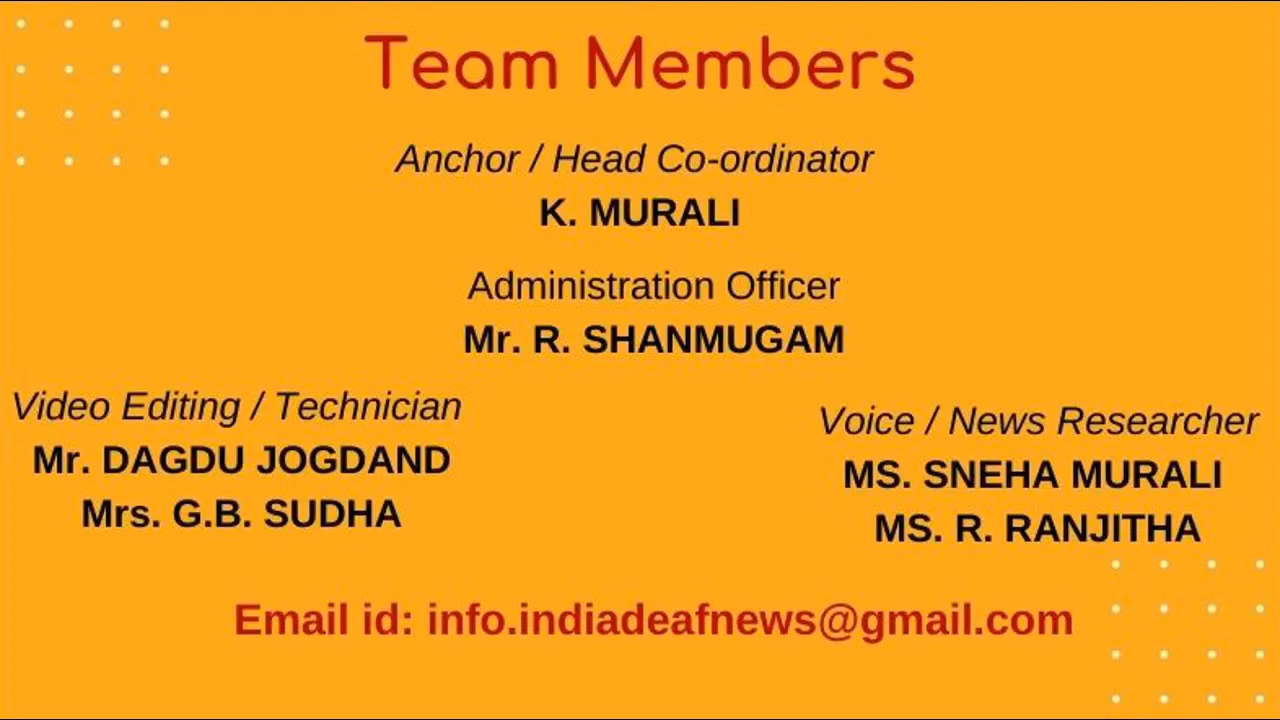 Team Members
Anchor / Head Co-ordinator
K. MURALI
Administration Officer
Mr. R. SHANMUGAM
Video Editing / Technician
Mr. DAGDU JOGDAND
Mrs. G.B. SUDHA
Voice / News Researcher
MS. SNEHA MURALI
MS. R. RANJITHA
Email id: info.indiadeafnews@gmail.com